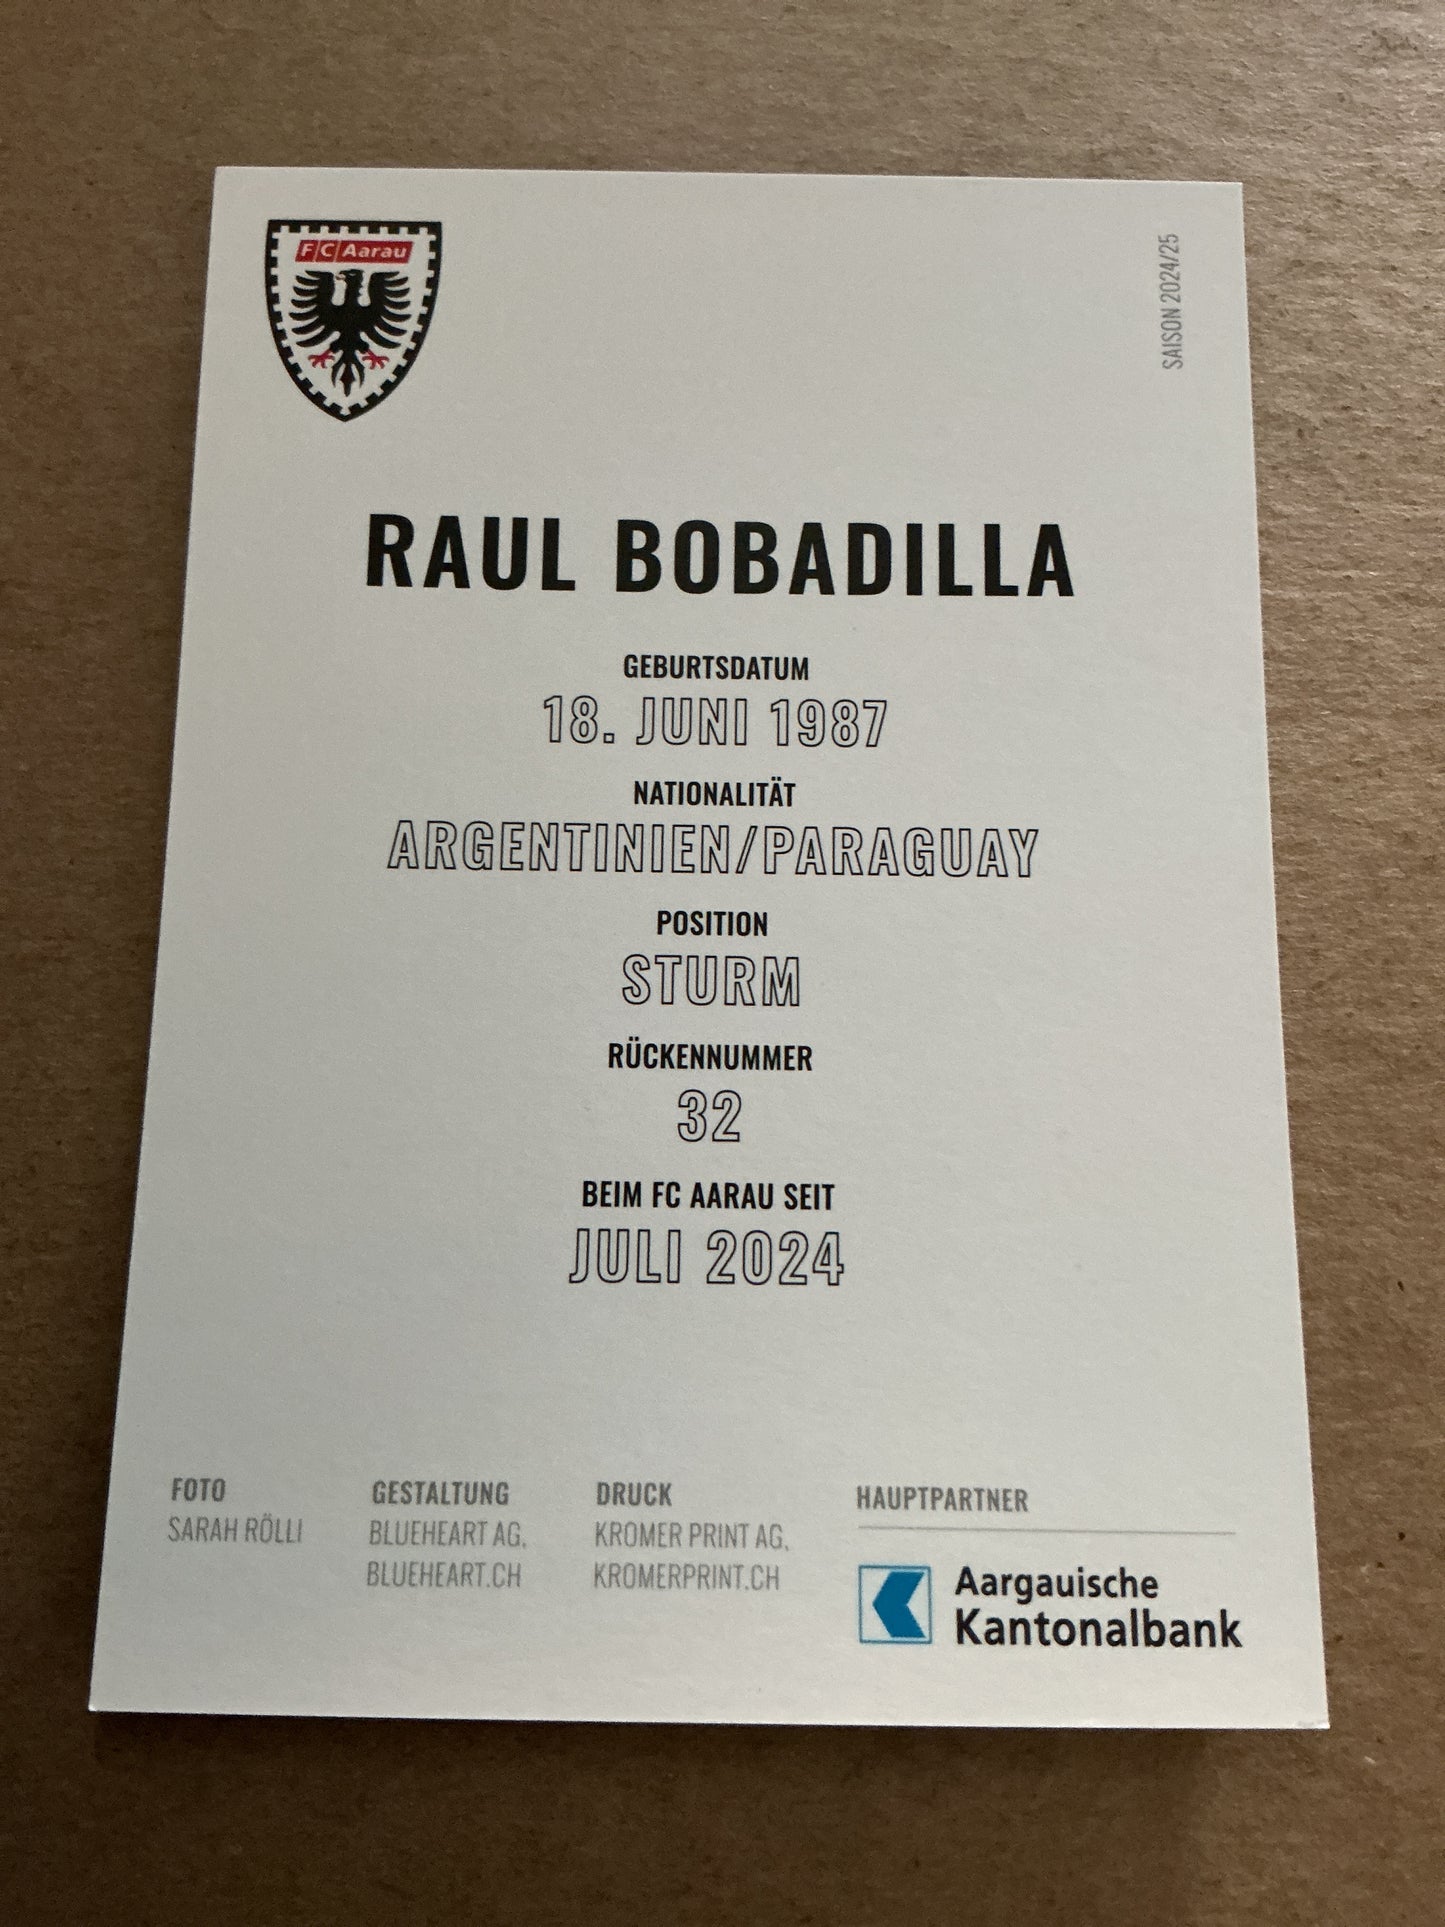 FC Aarau
SAISON 2024/25
RAUL BOBADILLA
GEBURTSDATUM
18. JUNI 1987
NATIONALITÄT
ARGENTINIEN/PARAGUAY
POSITION
STURM
RÜCKENNUMMER
32
BEIM FC AARAU SEIT
JULI 2024
FOTO
SARAH RÖLLI
GESTALTUNG
BLUEHEART AG,
BLUEHEART.CH
DRUCK
KROMER PRINT AG,
KROMERPRINT.CH
HAUPTPARTNER
Aargauische
Kantonalbank